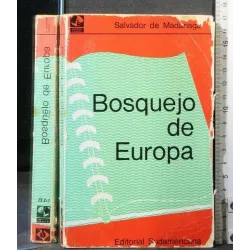 Salvador de Madariaga
Bosquejo
de
Europa
Editorial Sudamericana
Bosquejo de Europa